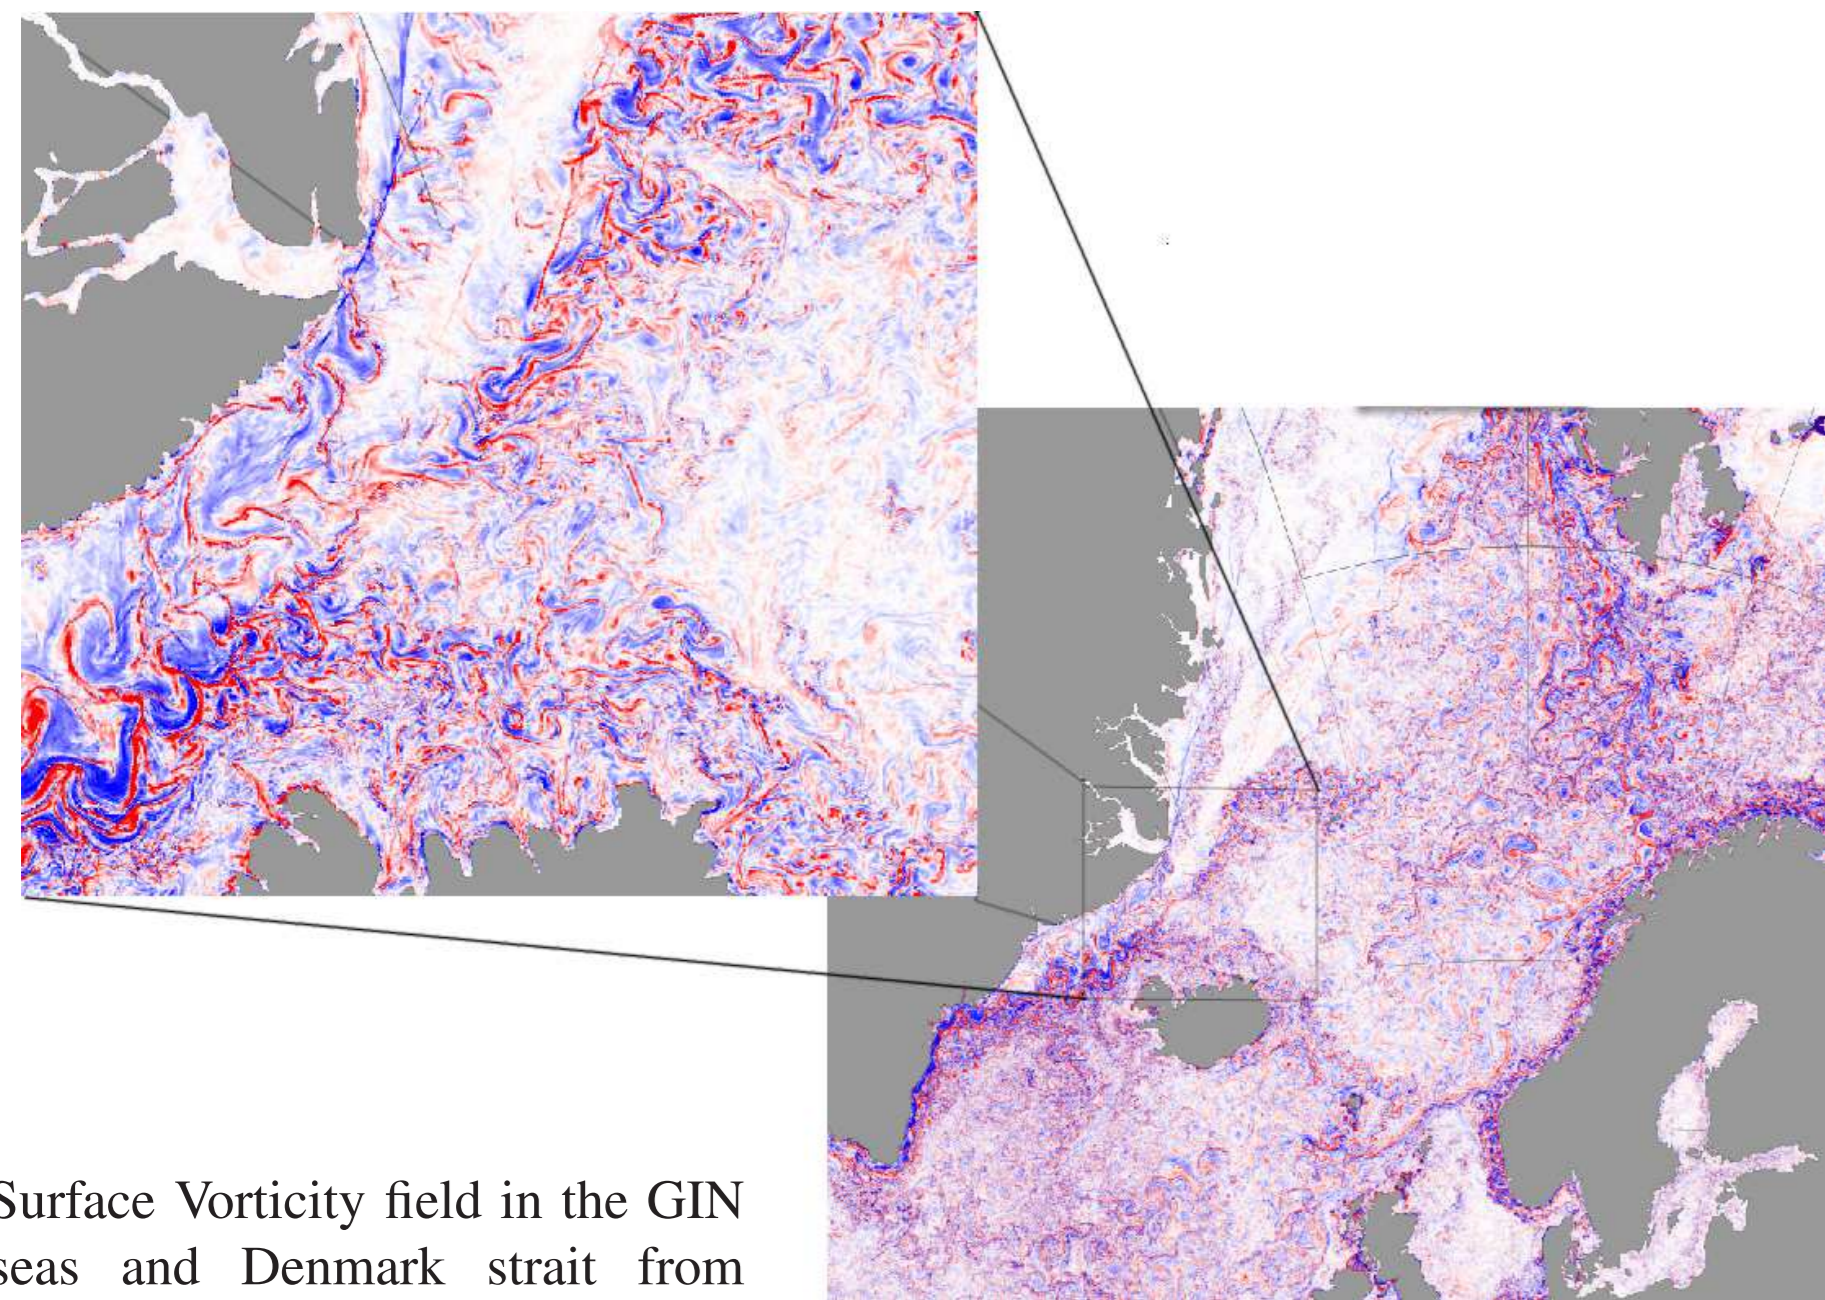 Surface Vorticity field in the GIN
seas and Denmark strait from